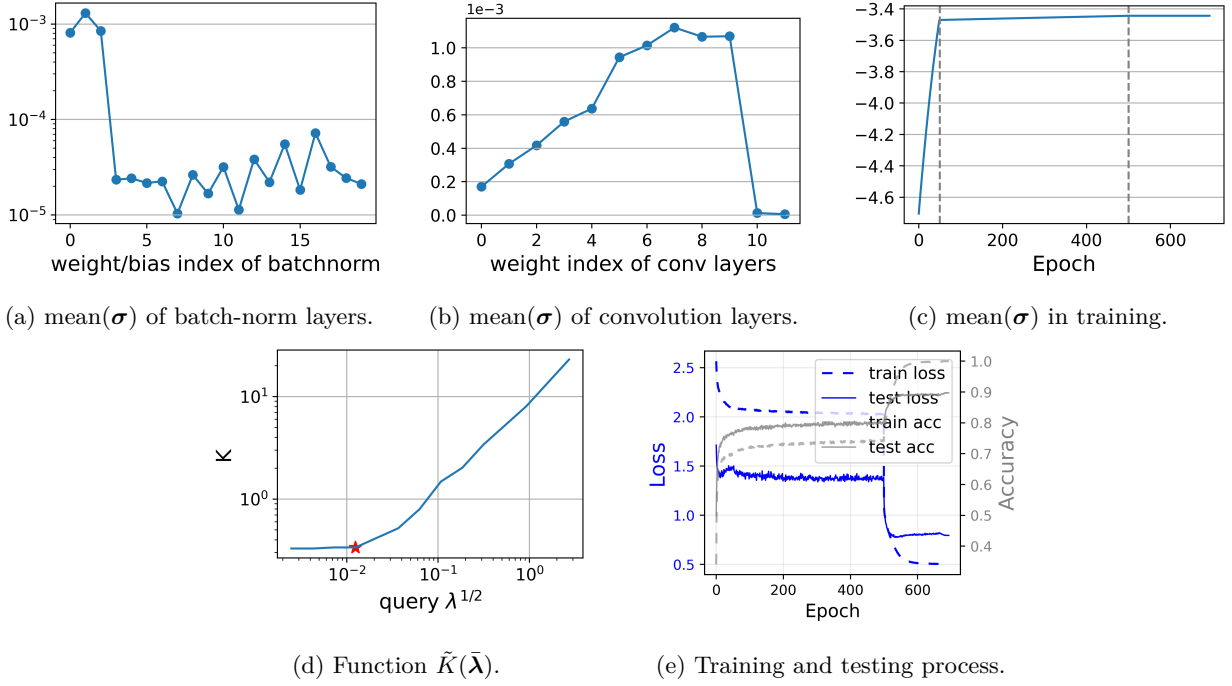 10⁻³
10⁻⁴
10⁻⁵
0 5 10 15
weight/bias index of batchnorm
(a) mean(σ) of batch-norm layers.
1e−3
1.0
0.8
0.6
0.4
0.2
0.0
0 2 4 6 8 10
weight index of conv layers
(b) mean(σ) of convolution layers.
−3.4
−3.6
−3.8
−4.0
−4.2
−4.4
−4.6
0 200 400 600
Epoch
(c) mean(σ) in training.
K
10¹
10⁰
10⁻² 10⁻¹ 10⁰
query λ^{1/2}
(d) Function K̃(λ̄).
Loss
2.5
2.0
1.5
1.0
0.5
train loss
test loss
train acc
test acc
1.0
0.9
0.8
0.7
0.6
0.5
0.4
Accuracy
0 200 400 600
Epoch
(e) Training and testing process.